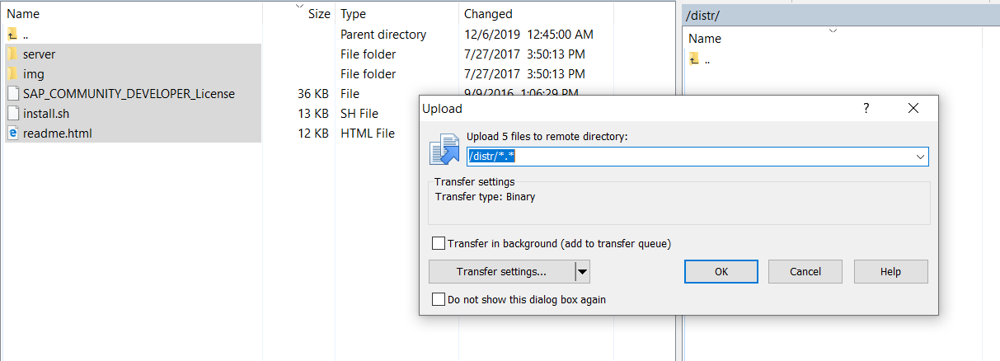 Name Size Type Changed
.. Parent directory 12/6/2019 12:45:00 AM
server File folder 7/27/2017 3:50:13 PM
img File folder 7/27/2017 3:50:13 PM
SAP_COMMUNITY_DEVELOPER_License 36 KB File 9/9/2016 1:06:29 PM
install.sh 13 KB SH File
readme.html 12 KB HTML File
/distr/
Name
..
Upload ?
Upload 5 files to remote directory:
/distr/*.*
Transfer settings
Transfer type: Binary
Transfer in background (add to transfer queue)
Transfer settings... OK Cancel Help
Do not show this dialog box again